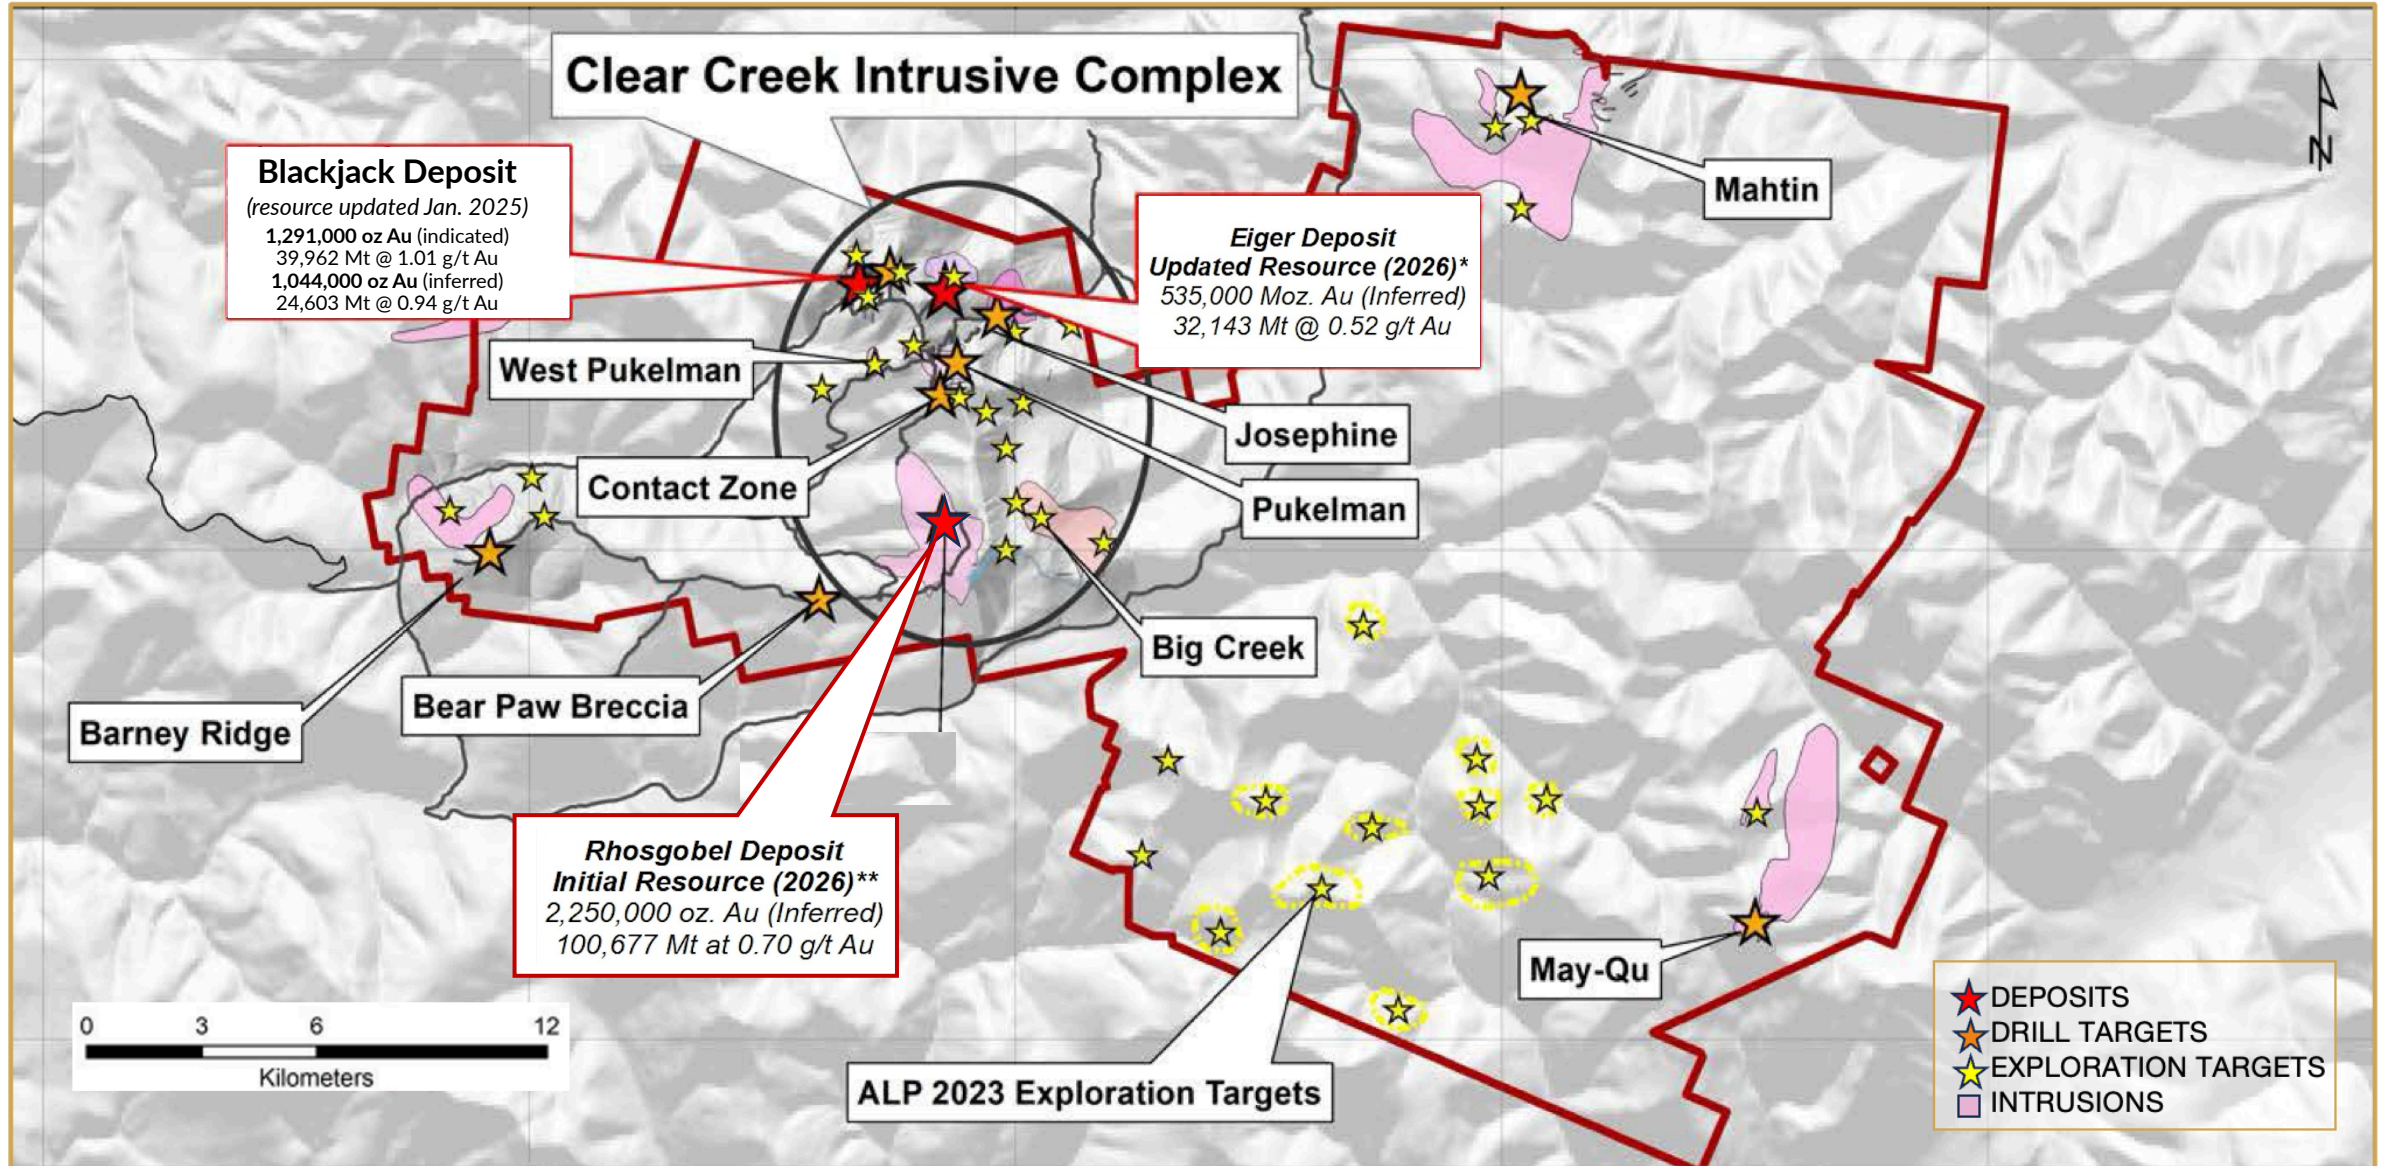 Clear Creek Intrusive Complex
Blackjack Deposit
(resource updated Jan. 2025)
1,291,000 oz Au (indicated)
39,962 Mt @ 1.01 g/t Au
1,044,000 oz Au (inferred)
24,603 Mt @ 0.94 g/t Au
Eiger Deposit
Updated Resource (2026)*
535,000 Moz. Au (Inferred)
32,143 Mt @ 0.52 g/t Au
Mahtin
N
West Pukelman
Josephine
Contact Zone
Pukelman
Big Creek
Bear Paw Breccia
Barney Ridge
Rhosgobel Deposit
Initial Resource (2026)**
2,250,000 oz. Au (Inferred)
100,677 Mt at 0.70 g/t Au
May-Qu
ALP 2023 Exploration Targets
0 3 6 12
Kilometers
DEPOSITS
DRILL TARGETS
EXPLORATION TARGETS
INTRUSIONS